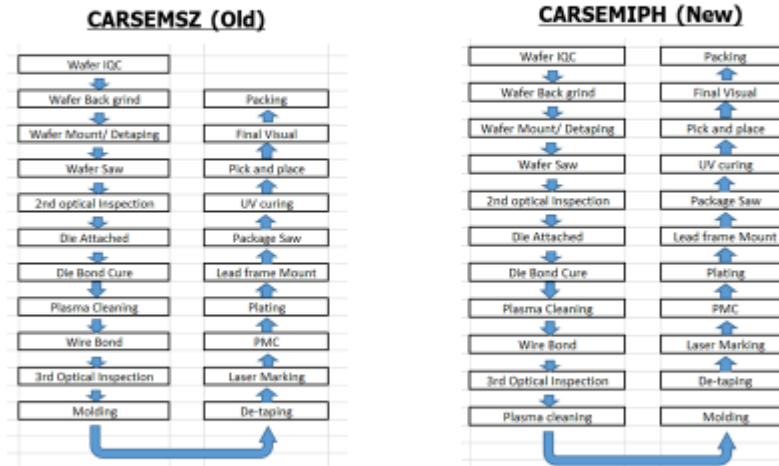 CARSEMSZ (Old)
Wafer IQC
Wafer Back grind
Wafer Mount/ Detaping
Wafer Saw
2nd optical Inspection
Die Attached
Die Bond Cure
Plasma Cleaning
Wire Bond
3rd Optical Inspection
Molding
Packing
Final Visual
Pick and place
UV curing
Package Saw
Lead frame Mount
Plating
PMC
Laser Marking
De-taping
CARSEMIPH (New)
Wafer IQC
Wafer Back grind
Wafer Mount/ Detaping
Wafer Saw
2nd optical Inspection
Die Attached
Die Bond Cure
Plasma Cleaning
Wire Bond
3rd Optical Inspection
Plasma cleaning
Packing
Final Visual
Pick and place
UV curing
Package Saw
Lead frame Mount
Plating
PMC
Laser Marking
De-taping
Molding